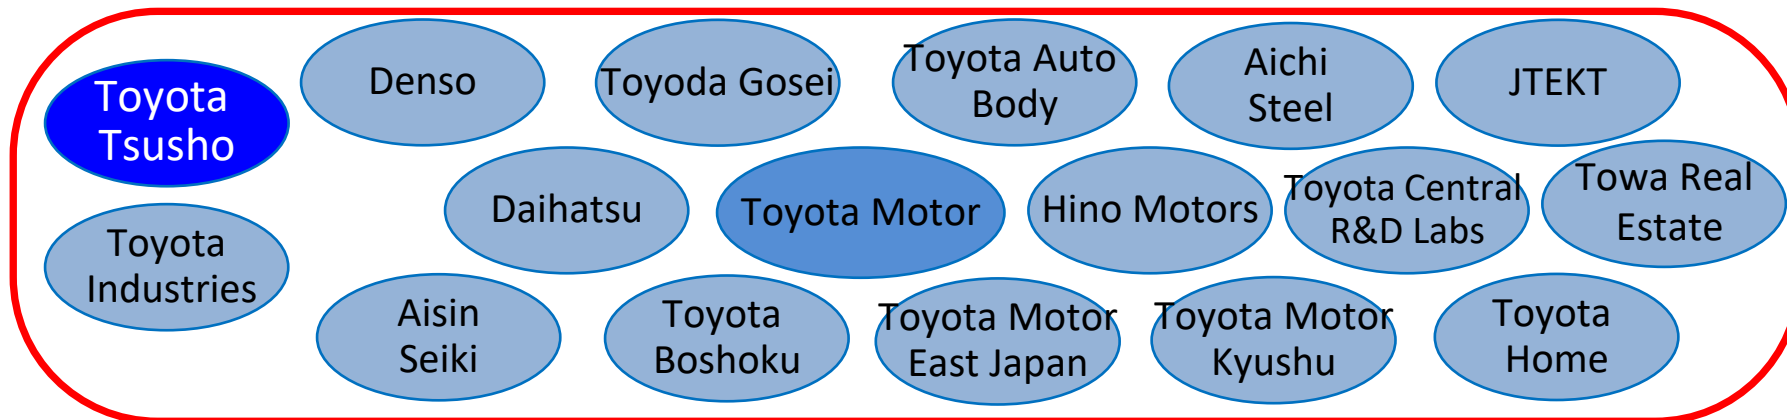 Toyota
Tsusho
Denso
Toyoda Gosei
Toyota Auto
Body
Aichi
Steel
JTEKT
Toyota
Industries
Daihatsu
Toyota Motor
Hino Motors
Toyota Central
R&D Labs
Towa Real
Estate
Aisin
Seiki
Toyota
Boshoku
Toyota Motor
East Japan
Toyota Motor
Kyushu
Toyota
Home